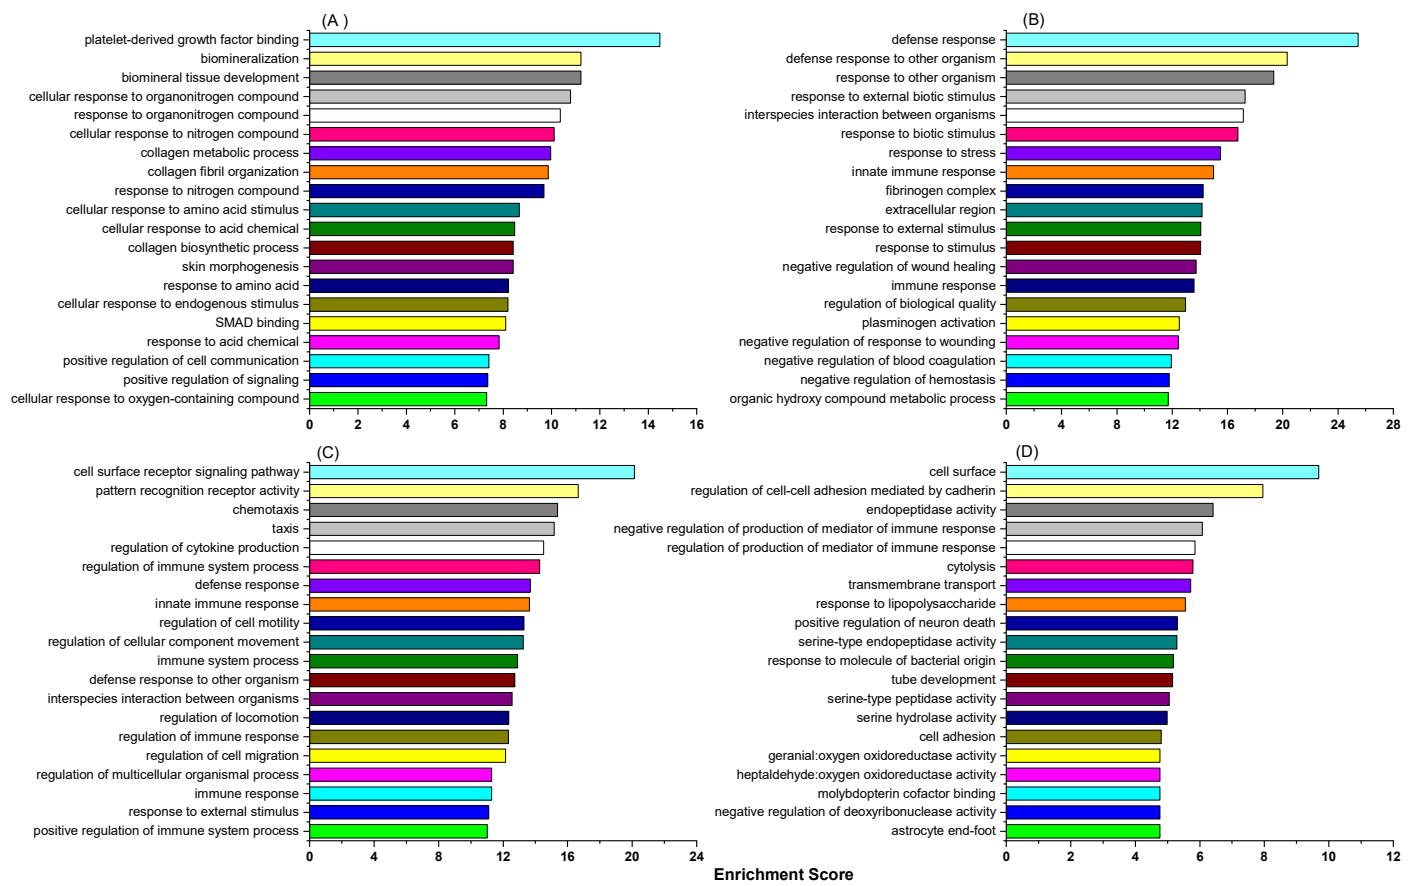 (A )
platelet-derived growth factor binding
biomineralization
biomineral tissue development
cellular response to organonitrogen compound
response to organonitrogen compound
cellular response to nitrogen compound
collagen metabolic process
collagen fibril organization
response to nitrogen compound
cellular response to amino acid stimulus
cellular response to acid chemical
collagen biosynthetic process
skin morphogenesis
response to amino acid
cellular response to endogenous stimulus
SMAD binding
response to acid chemical
positive regulation of cell communication
positive regulation of signaling
cellular response to oxygen-containing compound
0 2 4 6 8 10 12 14 16
(B)
defense response
defense response to other organism
response to other organism
response to external biotic stimulus
interspecies interaction between organisms
response to biotic stimulus
response to stress
innate immune response
fibrinogen complex
extracellular region
response to external stimulus
response to stimulus
negative regulation of wound healing
immune response
regulation of biological quality
plasminogen activation
negative regulation of response to wounding
negative regulation of blood coagulation
negative regulation of hemostasis
organic hydroxy compound metabolic process
0 4 8 12 16 20 24 28
(C)
cell surface receptor signaling pathway
pattern recognition receptor activity
chemotaxis
taxis
regulation of cytokine production
regulation of immune system process
defense response
innate immune response
regulation of cell motility
regulation of cellular component movement
immune system process
defense response to other organism
interspecies interaction between organisms
regulation of locomotion
regulation of immune response
regulation of cell migration
regulation of multicellular organismal process
immune response
response to external stimulus
positive regulation of immune system process
0 4 8 12 16 20 24
(D)
cell surface
regulation of cell-cell adhesion mediated by cadherin
endopeptidase activity
negative regulation of production of mediator of immune response
regulation of production of mediator of immune response
cytolysis
transmembrane transport
response to lipopolysaccharide
positive regulation of neuron death
serine-type endopeptidase activity
response to molecule of bacterial origin
tube development
serine-type peptidase activity
serine hydrolase activity
cell adhesion
geranial:oxygen oxidoreductase activity
heptaldehyde:oxygen oxidoreductase activity
molybdopterin cofactor binding
negative regulation of deoxyribonuclease activity
astrocyte end-foot
0 2 4 6 8 10 12
Enrichment Score